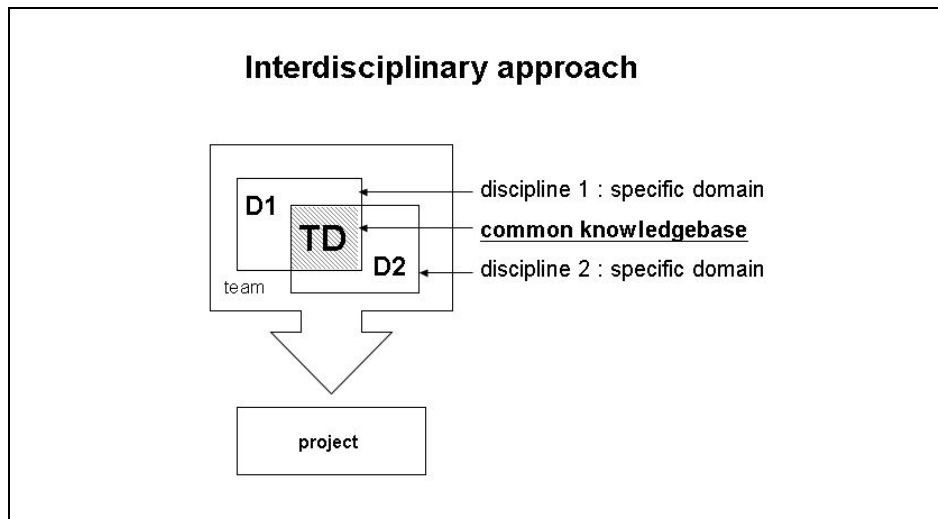 Interdisciplinary approach
D1
discipline 1 : specific domain
TD
common knowledgebase
D2
discipline 2 : specific domain
team
project